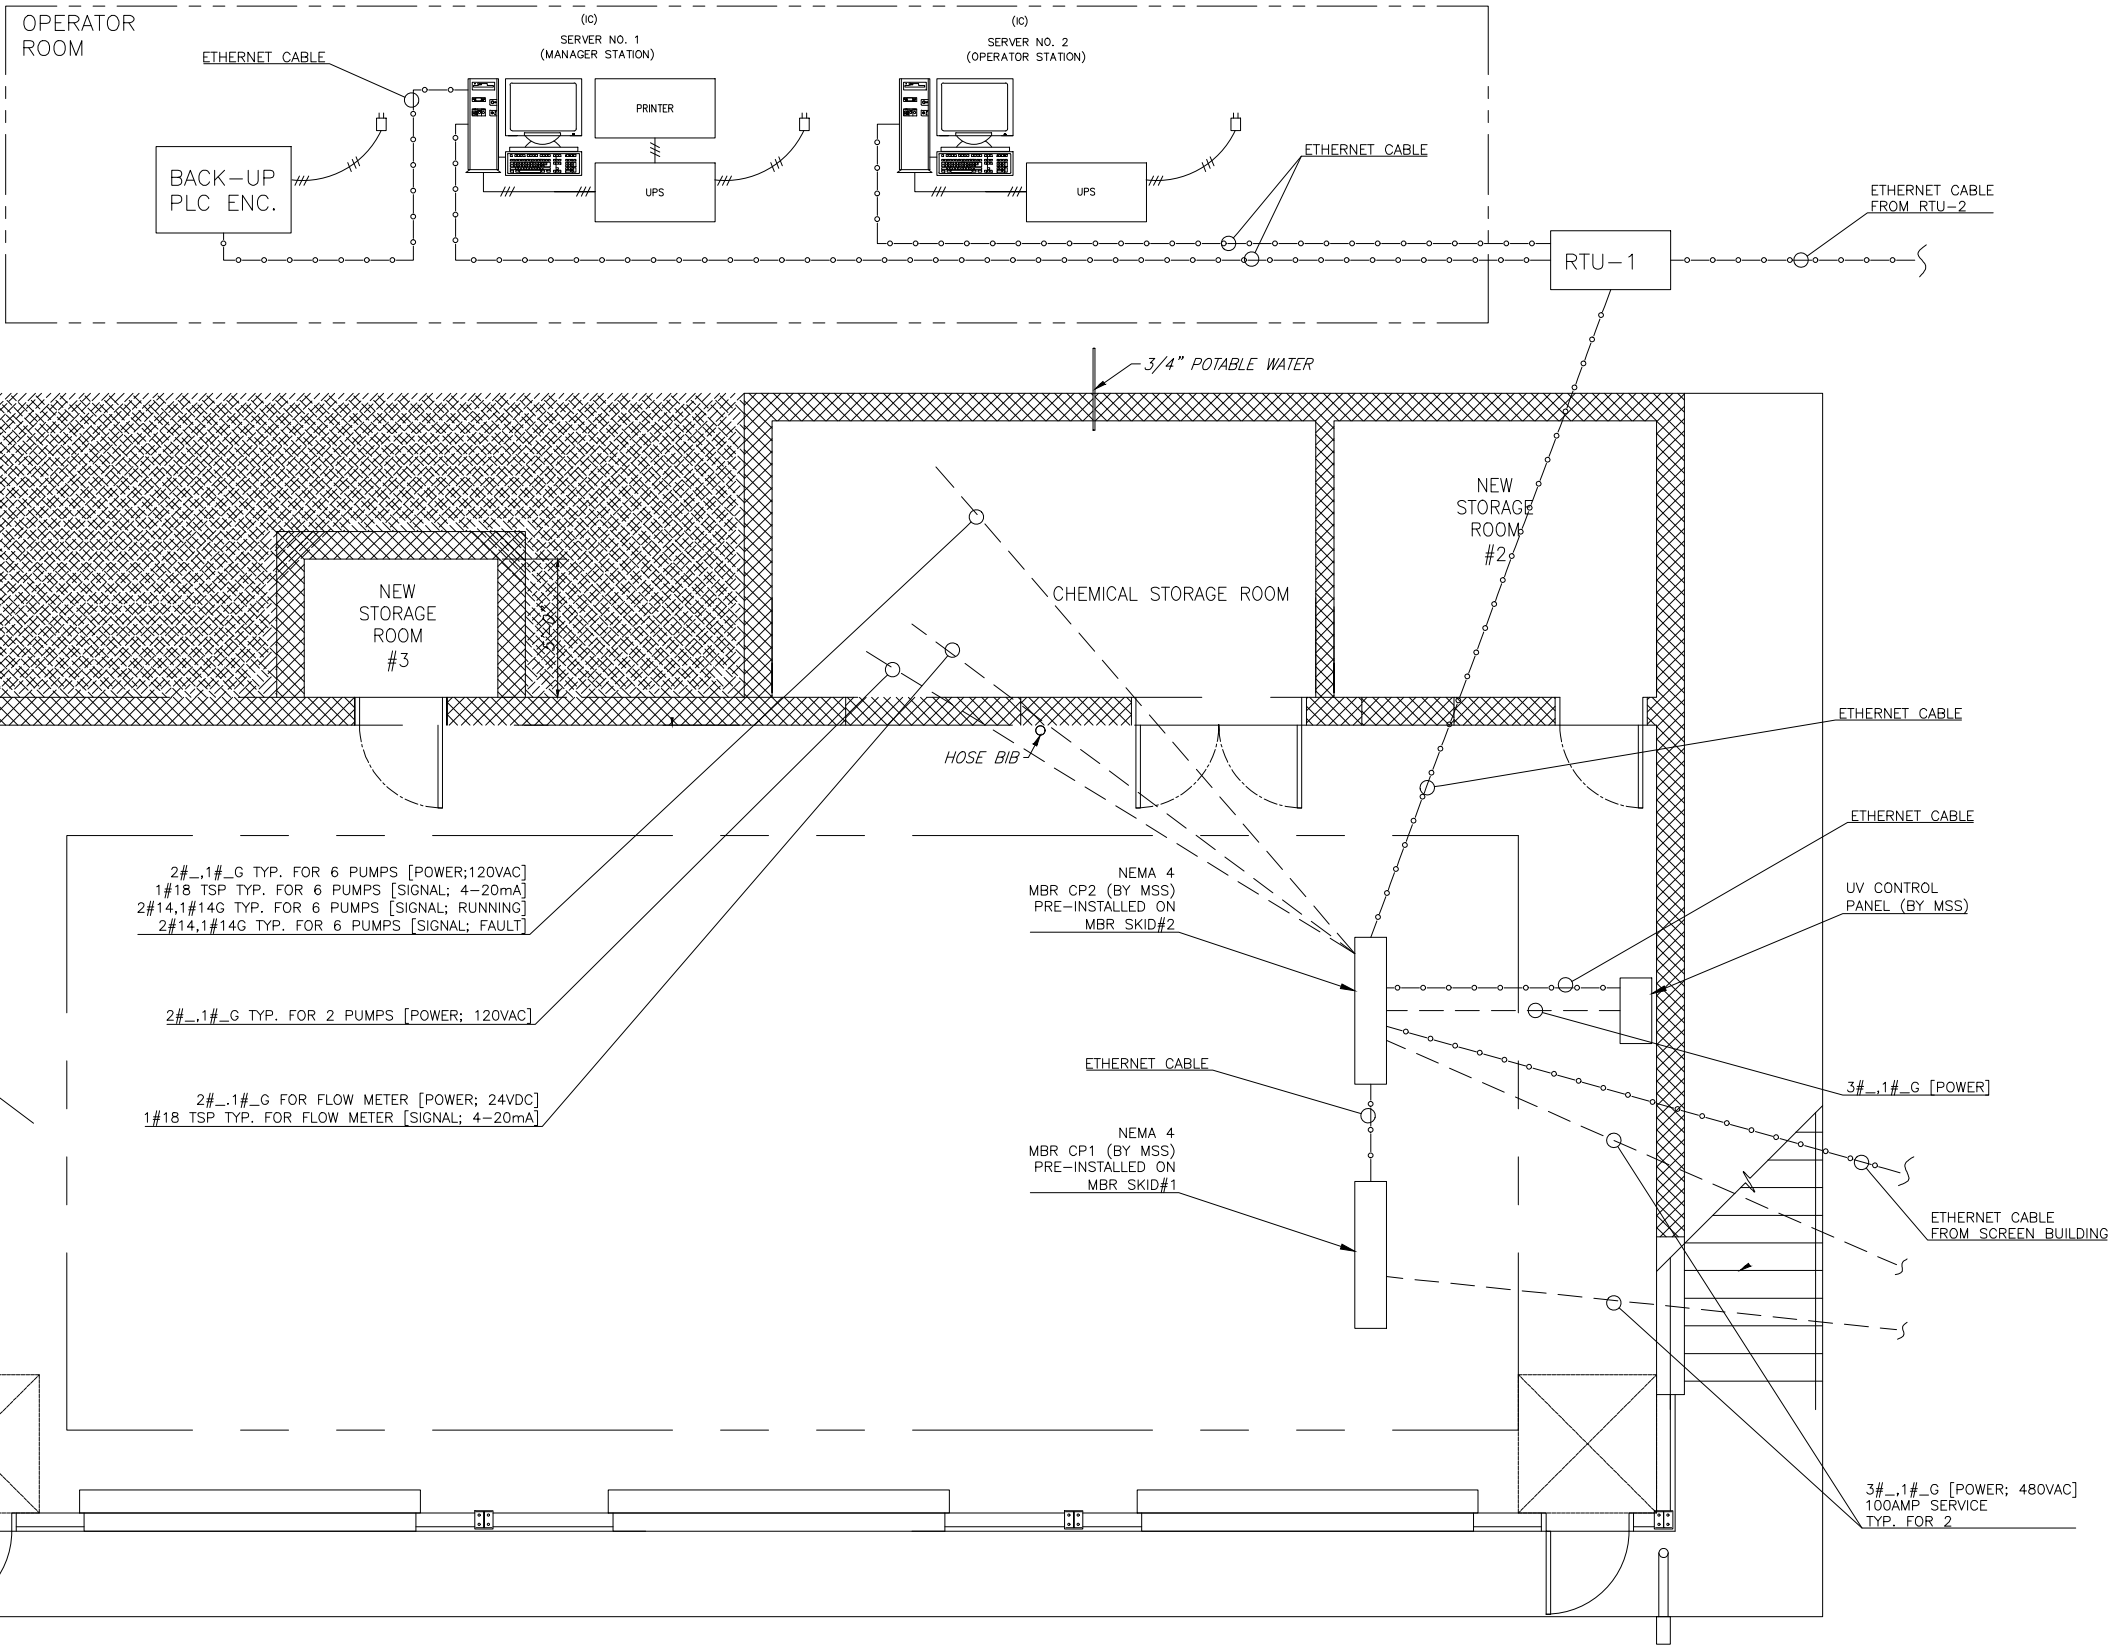 OPERATOR
ROOM
ETHERNET CABLE
(IC)
SERVER NO. 1
(MANAGER STATION)
(IC)
SERVER NO. 2
(OPERATOR STATION)
PRINTER
BACK-UP
PLC ENC.
UPS
UPS
ETHERNET CABLE
ETHERNET CABLE
FROM RTU-2
RTU-1
3/4" POTABLE WATER
NEW
STORAGE
ROOM
#2
NEW
STORAGE
ROOM
#3
CHEMICAL STORAGE ROOM
HOSE BIB
ETHERNET CABLE
ETHERNET CABLE
2#_,1#_G TYP. FOR 6 PUMPS [POWER;120VAC]
1#18 TSP TYP. FOR 6 PUMPS [SIGNAL; 4-20mA]
2#14,1#14G TYP. FOR 6 PUMPS [SIGNAL; RUNNING]
2#14,1#14G TYP. FOR 6 PUMPS [SIGNAL; FAULT]
NEMA 4
MBR CP2 (BY MSS)
PRE-INSTALLED ON
MBR SKID#2
UV CONTROL
PANEL (BY MSS)
2#_,1#_G TYP. FOR 2 PUMPS [POWER; 120VAC]
ETHERNET CABLE
3#_,1#_G [POWER]
2#_.1#_G FOR FLOW METER [POWER; 24VDC]
1#18 TSP TYP. FOR FLOW METER [SIGNAL; 4-20mA]
NEMA 4
MBR CP1 (BY MSS)
PRE-INSTALLED ON
MBR SKID#1
ETHERNET CABLE
FROM SCREEN BUILDING
3#_,1#_G [POWER; 480VAC]
100AMP SERVICE
TYP. FOR 2